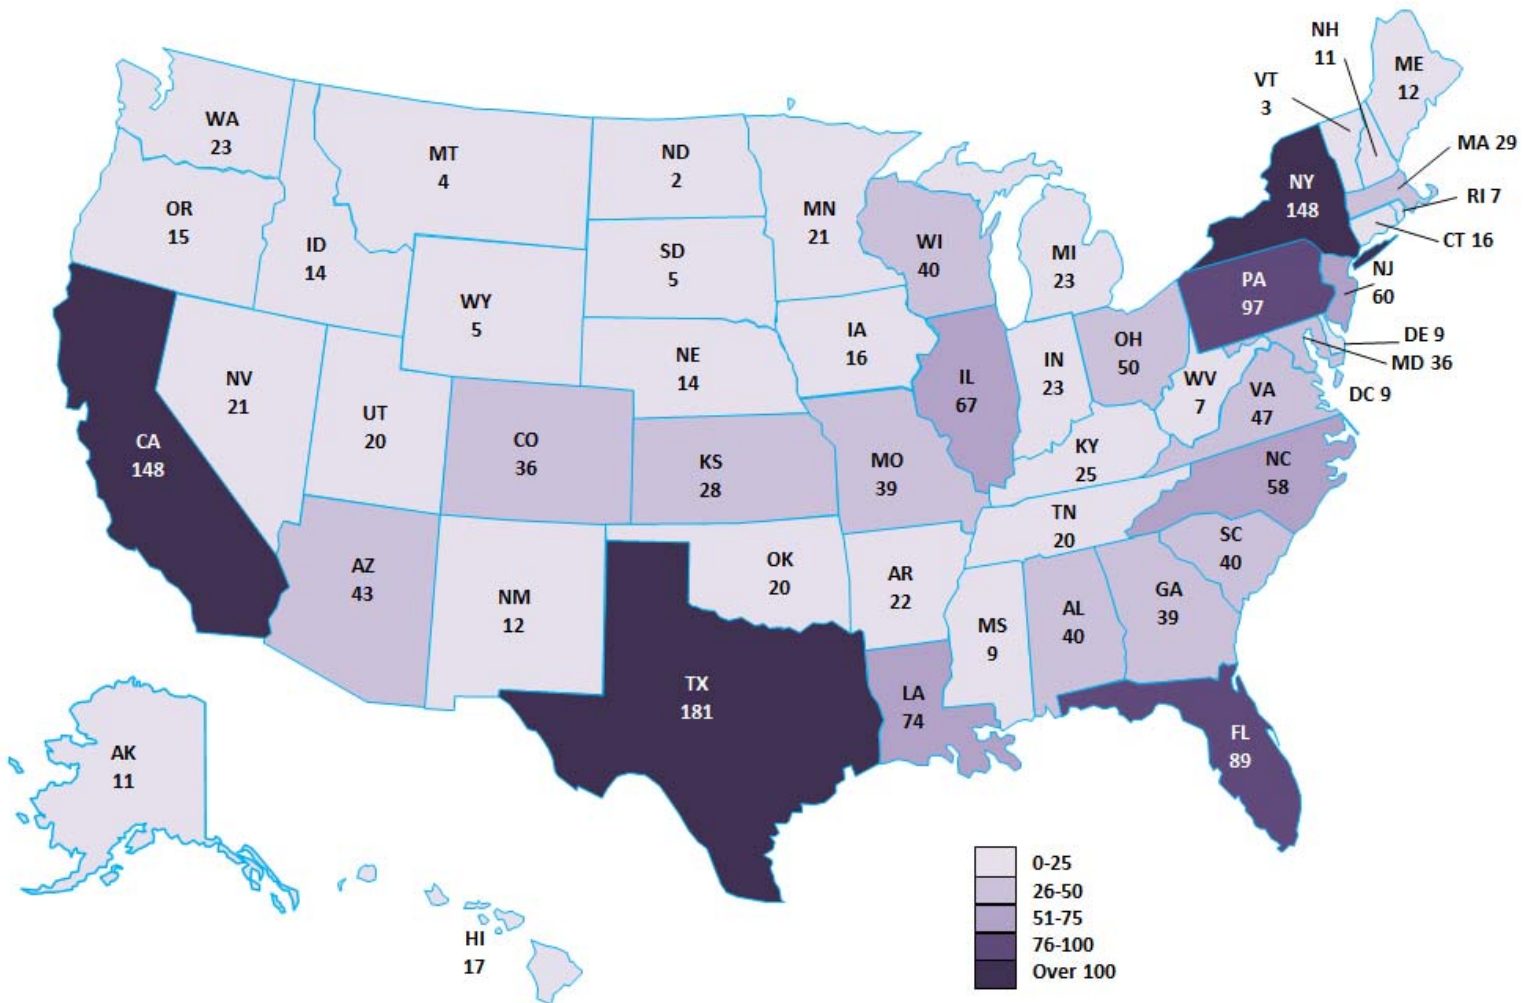 NH
11
ME
12
VT
3
WA
23
MA 29
MT
4
ND
2
NY
148
RI 7
OR
15
MN
21
CT 16
ID
14
WI
40
SD
5
MI
23
NJ
60
PA
97
WY
5
IA
16
DE 9
OH
50
MD 36
NE
14
IN
23
NV
21
IL
67
WV
7
VA
47
DC 9
UT
20
CA
148
CO
36
KY
25
KS
28
MO
39
NC
58
TN
20
SC
40
AZ
43
OK
20
AR
22
NM
12
GA
39
AL
40
MS
9
TX
181
LA
74
FL
89
AK
11
HI
17
0-25
26-50
51-75
76-100
Over 100